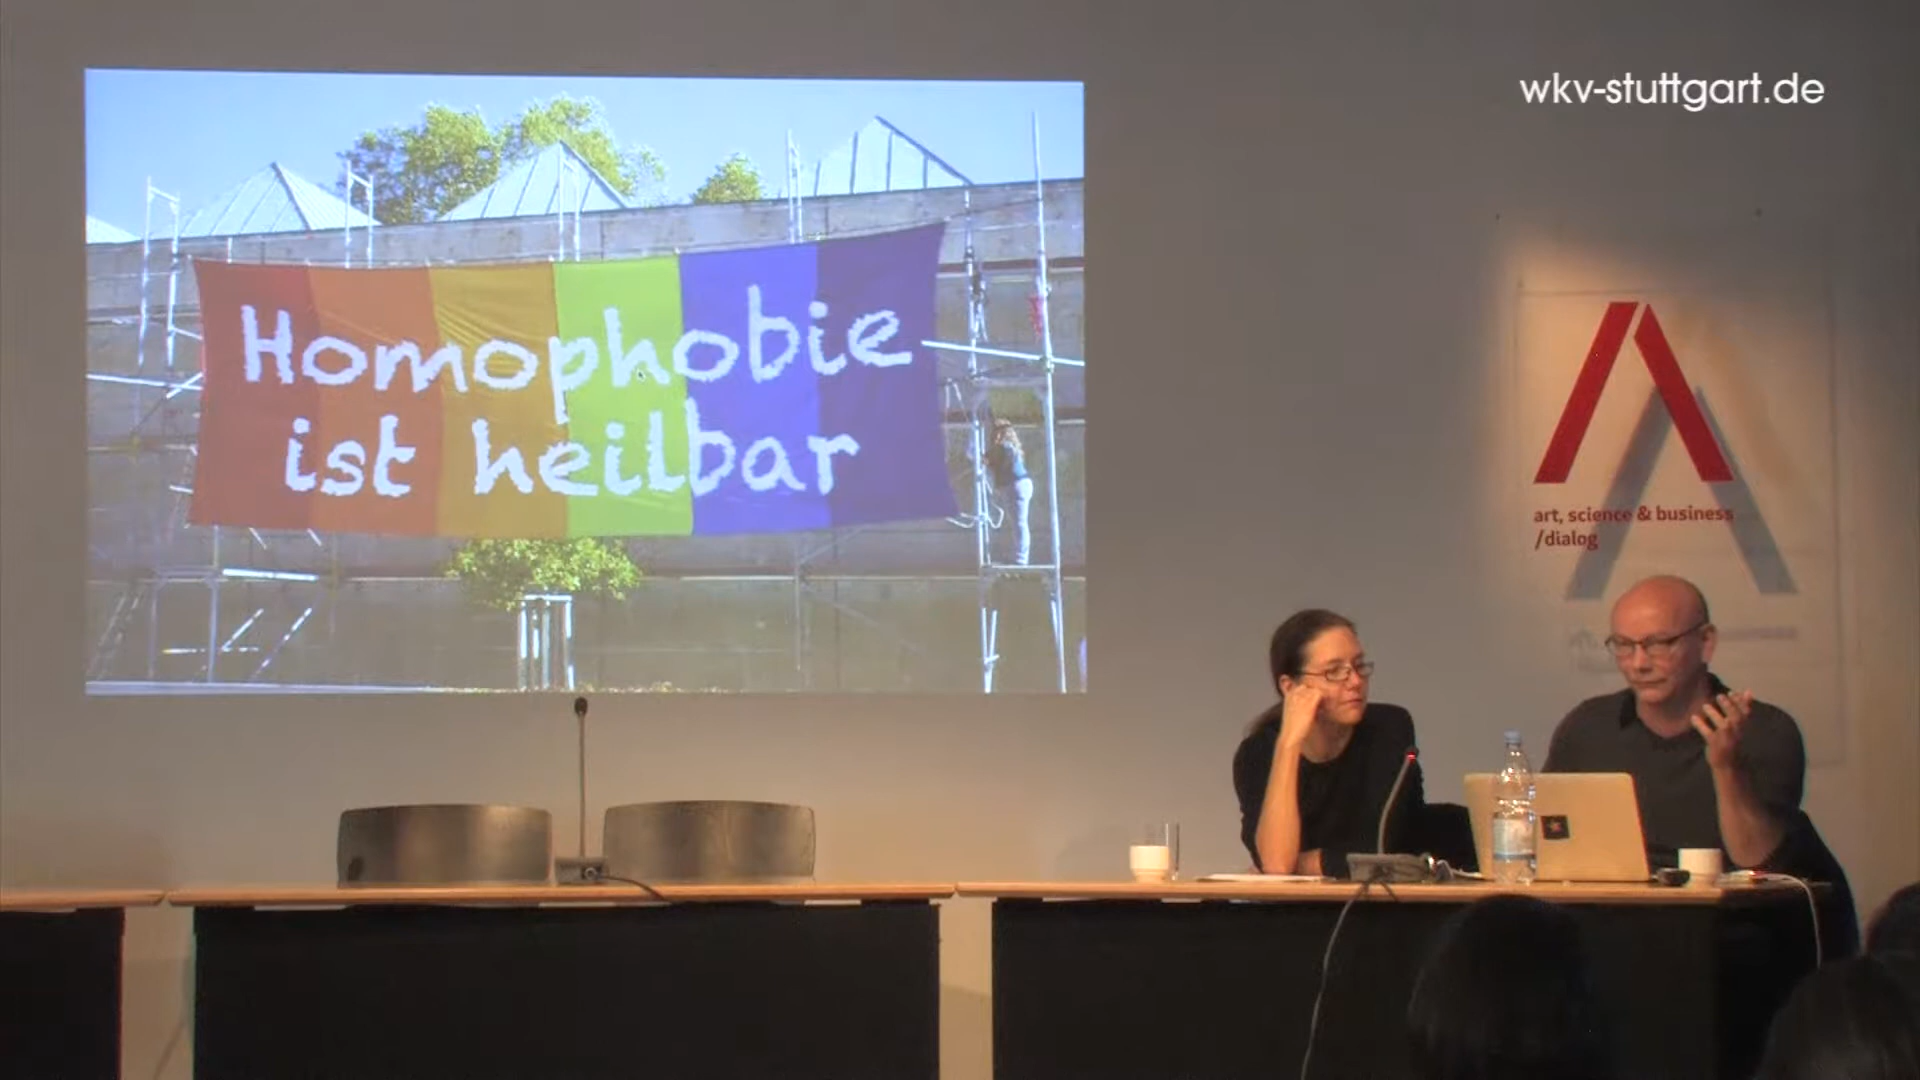 wkv-stuttgart.de
Homophobie
ist heilbar
art, science & business
/dialog